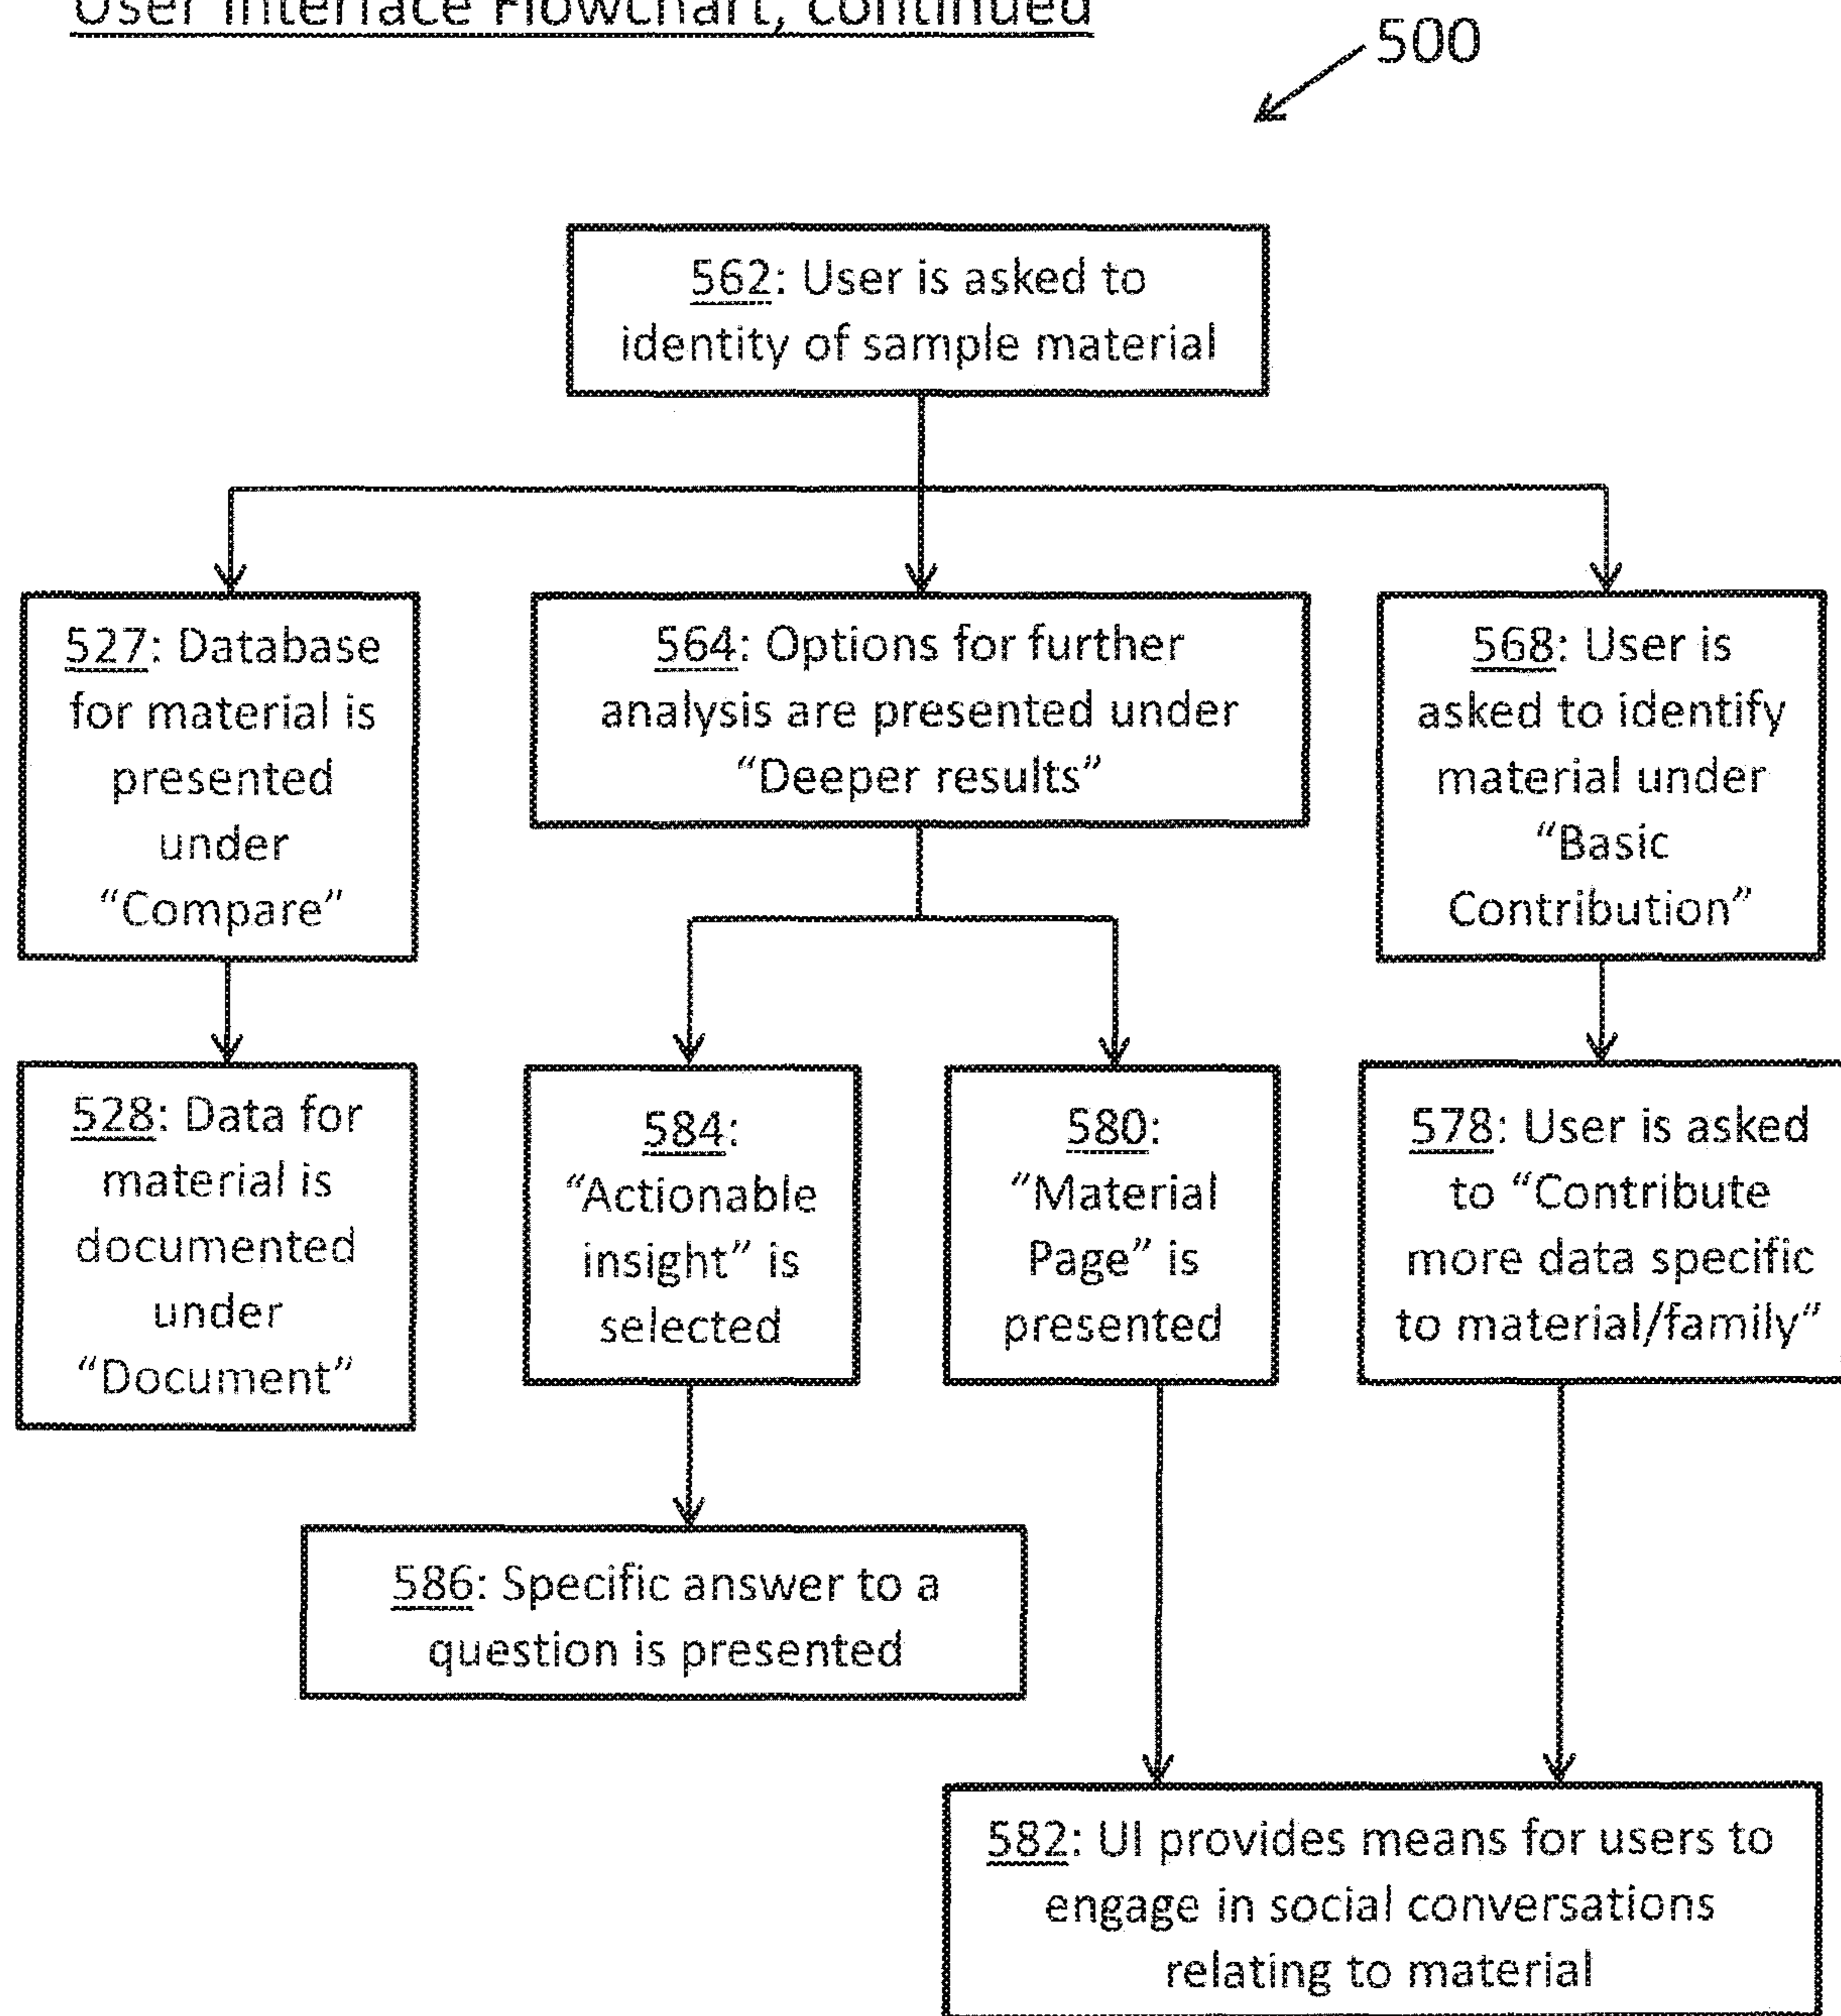 User Interface Flowchart, continued
500
562: User is asked to
identity of sample material
527: Database
for material is
presented
under
“Compare”
564: Options for further
analysis are presented under
“Deeper results”
568: User is
asked to identify
material under
“Basic
Contribution”
528: Data for
material is
documented
under
“Document”
584:
“Actionable
insight” is
selected
580:
“Material
Page” is
presented
578: User is asked
to “Contribute
more data specific
to material/family”
586: Specific answer to a
question is presented
582: UI provides means for users to
engage in social conversations
relating to material